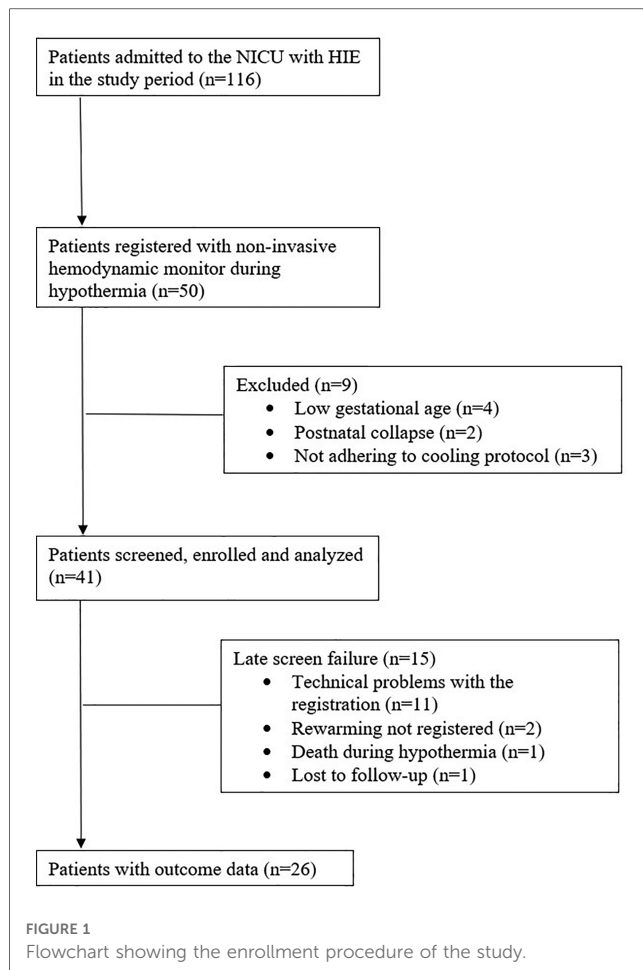 Patients admitted to the NICU with HIE
in the study period (n=116)
Patients registered with non-invasive
hemodynamic monitor during
hypothermia (n=50)
Excluded (n=9)
• Low gestational age (n=4)
• Postnatal collapse (n=2)
• Not adhering to cooling protocol (n=3)
Patients screened, enrolled and analyzed
(n=41)
Late screen failure (n=15)
• Technical problems with the
registration (n=11)
• Rewarming not registered (n=2)
• Death during hypothermia (n=1)
• Lost to follow-up (n=1)
Patients with outcome data (n=26)
FIGURE 1
Flowchart showing the enrollment procedure of the study.